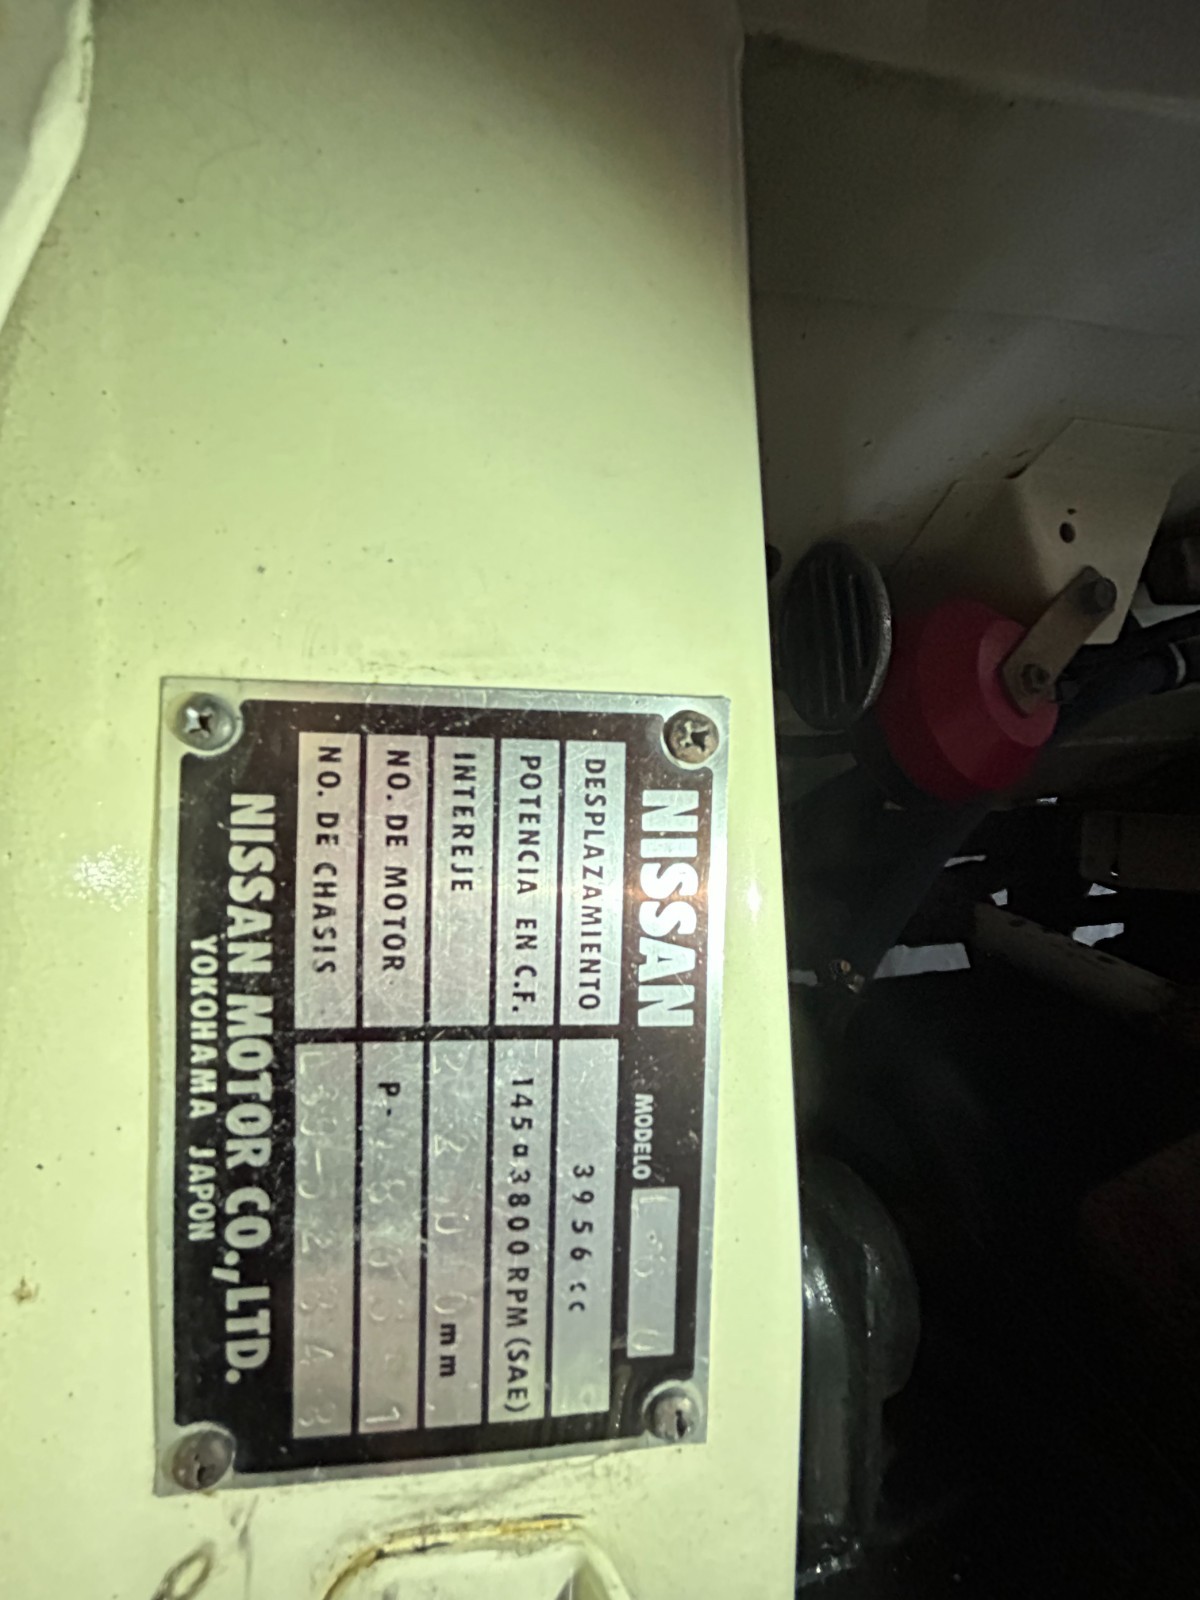 NISSAN
MODELO L60
DESPLAZAMIENTO 3956 cc
POTENCIA EN C.F. 145 a 3800 RPM (SAE)
INTEREJE mm
NO. DE MOTOR P-
NO. DE CHASIS
NISSAN MOTOR CO., LTD.
YOKOHAMA JAPON